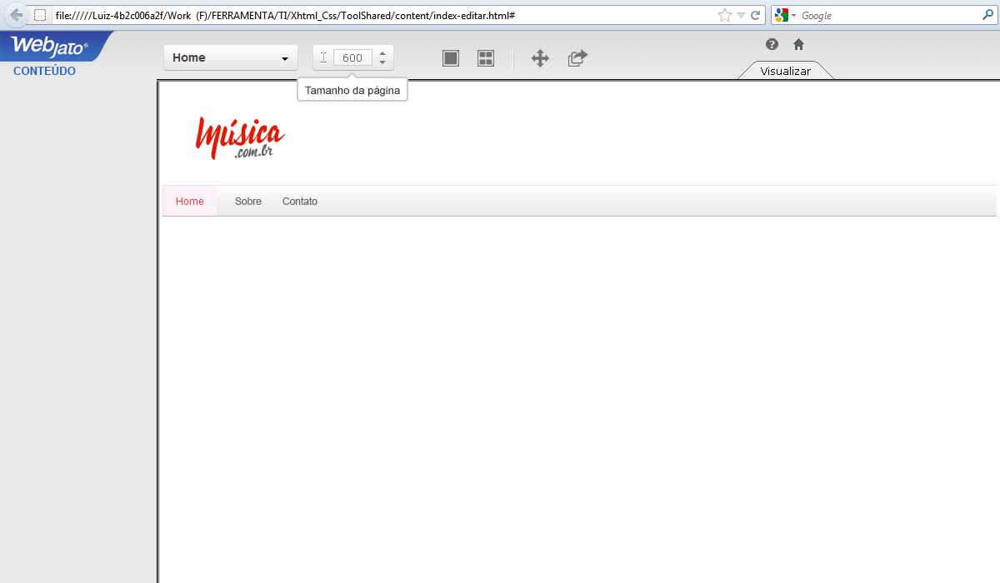 file://///Luiz-4b2c006a2f/Work (F)/FERRAMENTA/TI/Xhtml_Css/ToolShared/content/index-editar.html#
Google
Webjato®
CONTEÚDO
Home
600
Visualizar
Tamanho da página
Música
.com.br
Home Sobre Contato